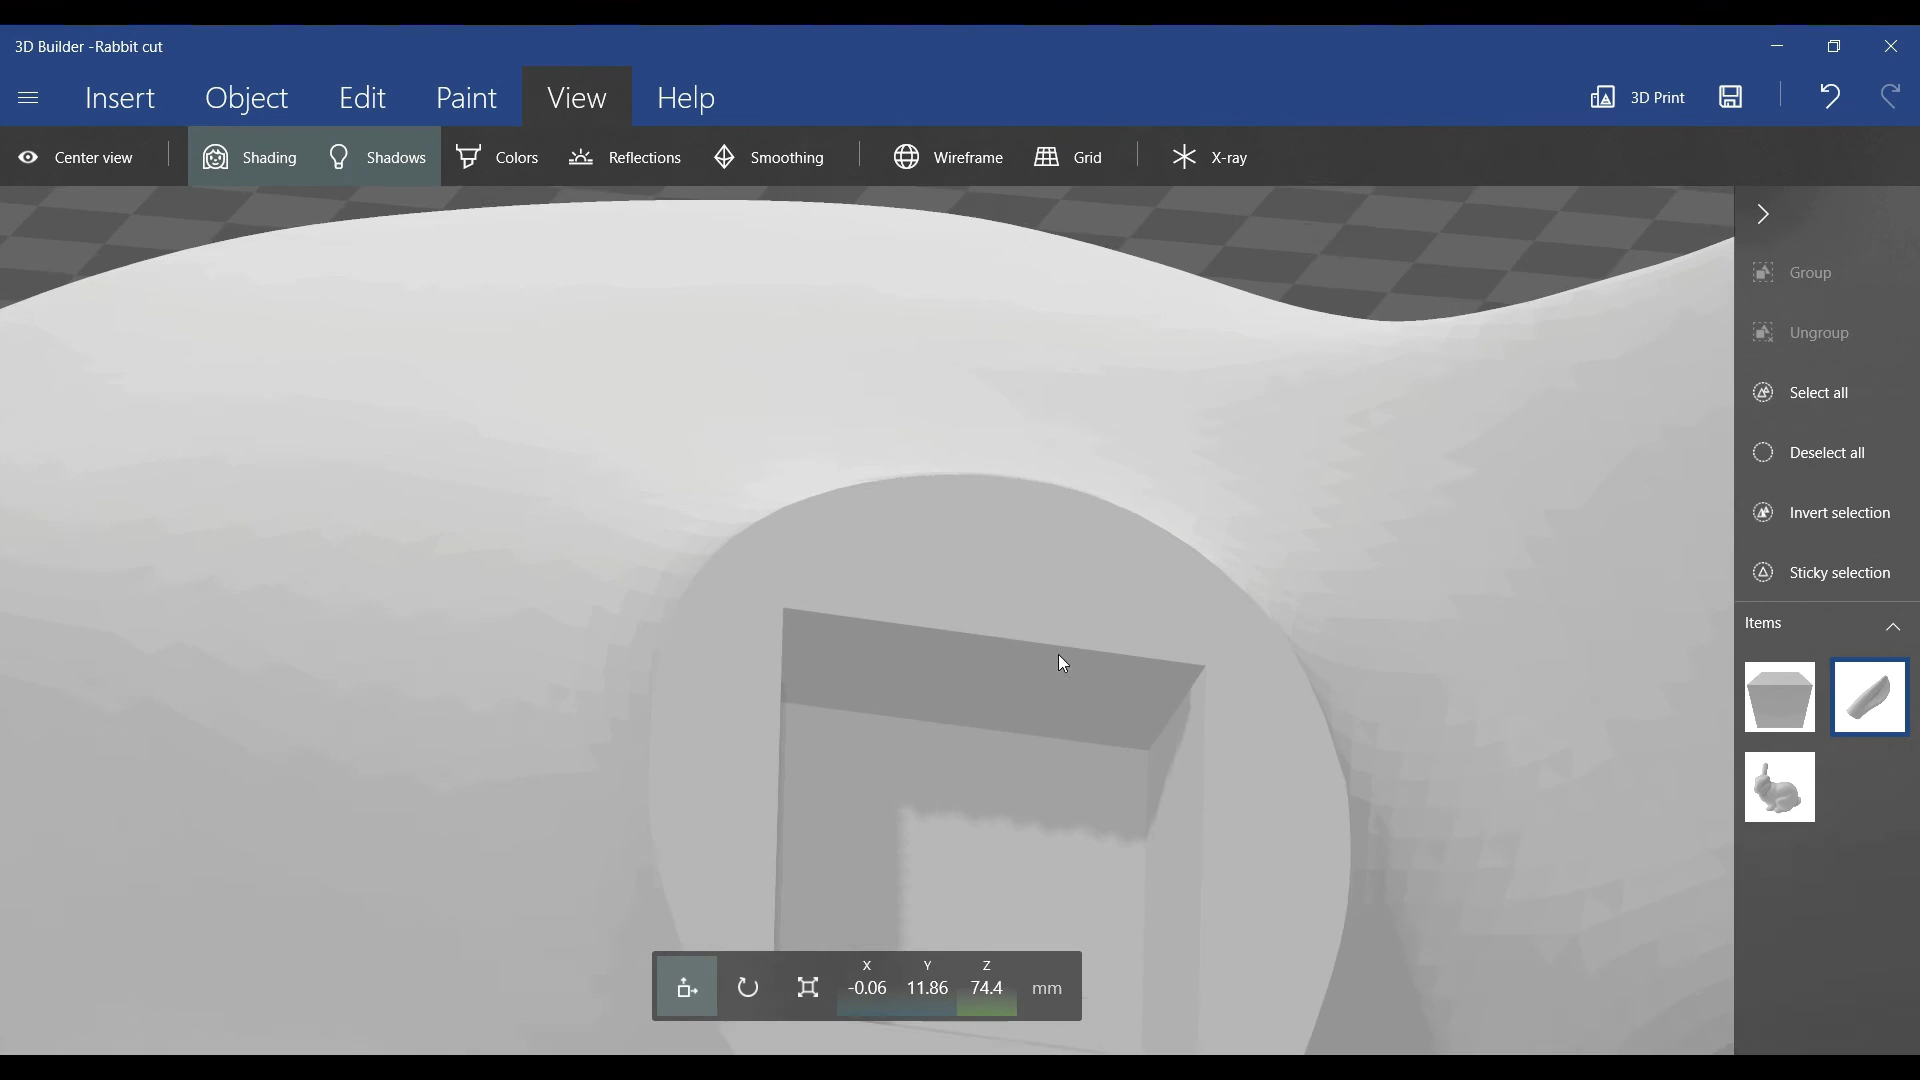 3D Builder -Rabbit cut
Insert Object Edit Paint View Help 3D Print
Center view Shading Shadows Colors Reflections Smoothing Wireframe Grid X-ray
Group
Ungroup
Select all
Deselect all
Invert selection
Sticky selection
Items
X Y Z
-0.06 11.86 74.4 mm